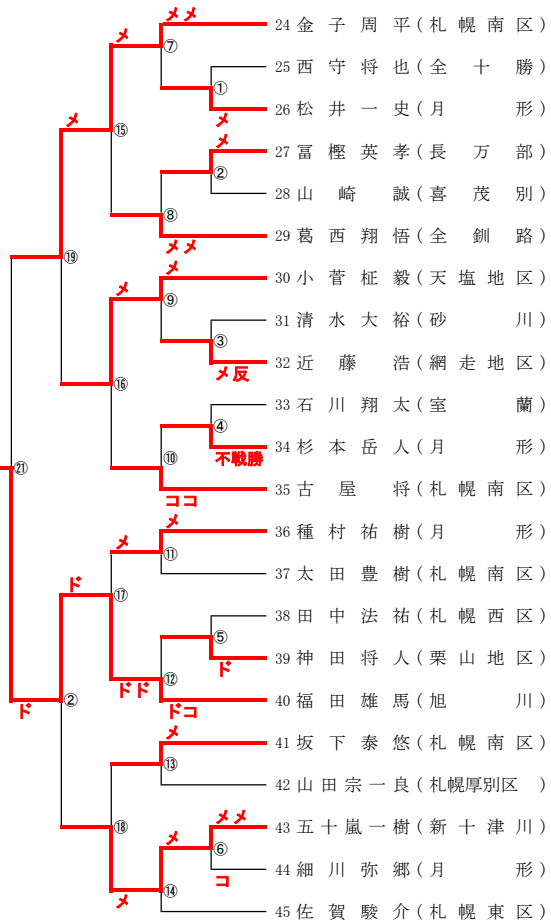 メメ
24 金子周平(札幌南区)
⑦
メ
25 西守将也(全十勝)
①
26 松井一史(月形)
メ
⑮
メ
メ
27 冨樫英孝(長万部)
②
28 山崎誠(喜茂別)
⑧
29 葛西翔悟(全釧路)
メメ
⑲
メ
30 小菅柾毅(天塩地区)
メ
⑨
31 清水大裕(砂川)
③
32 近藤浩(網走地区)
メ反
⑯
33 石川翔太(室蘭)
④
34 杉本岳人(月形)
不戦勝
⑩
35 古屋将(札幌南区)
ココ
㉑
メ
36 種村祐樹(月形)
メ
⑪
37 太田豊樹(札幌南区)
ド
⑰
38 田中法祐(札幌西区)
⑤
39 神田将人(栗山地区)
ド
⑫
ドド
40 福田雄馬(旭川)
ドコ
②
ド
メ
41 坂下泰悠(札幌南区)
⑬
42 山田宗一良(札幌厚別区)
⑱
メメ
43 五十嵐一樹(新十津川)
メ
⑥
44 細川弥郷(月形)
コ
⑭
メ
45 佐賀駿介(札幌東区)